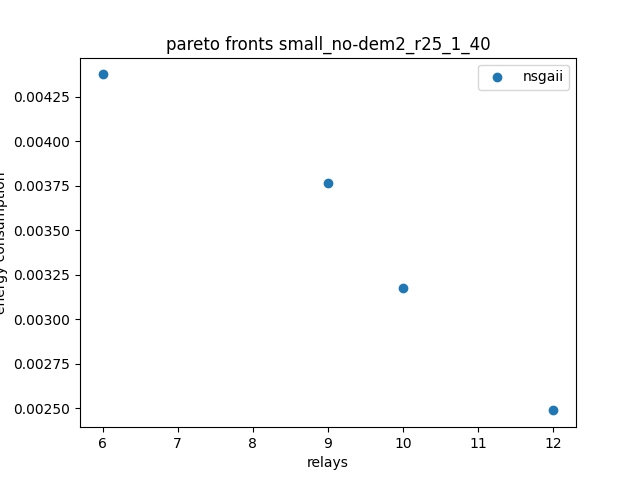 pareto fronts small_no-dem2_r25_1_40
nsgaii
0.00425
0.00400
0.00375
0.00350
0.00325
0.00300
0.00275
0.00250
energy consumption
6 7 8 9 10 11 12
relays